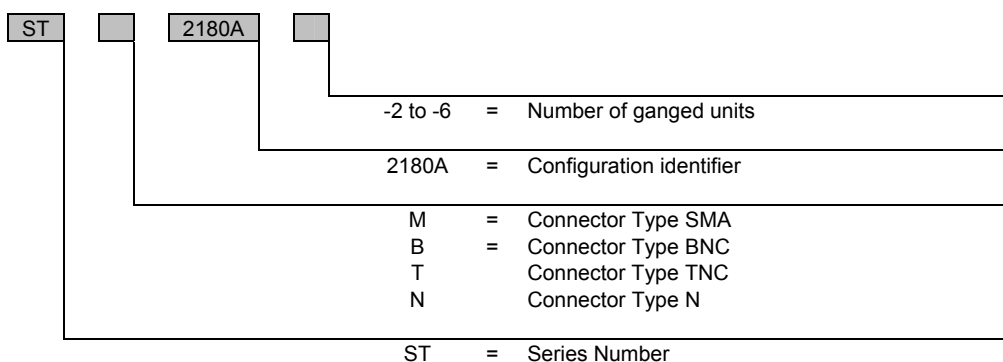 ST 2180A
-2 to -6 = Number of ganged units
2180A = Configuration identifier
M = Connector Type SMA
B = Connector Type BNC
T Connector Type TNC
N Connector Type N
ST = Series Number